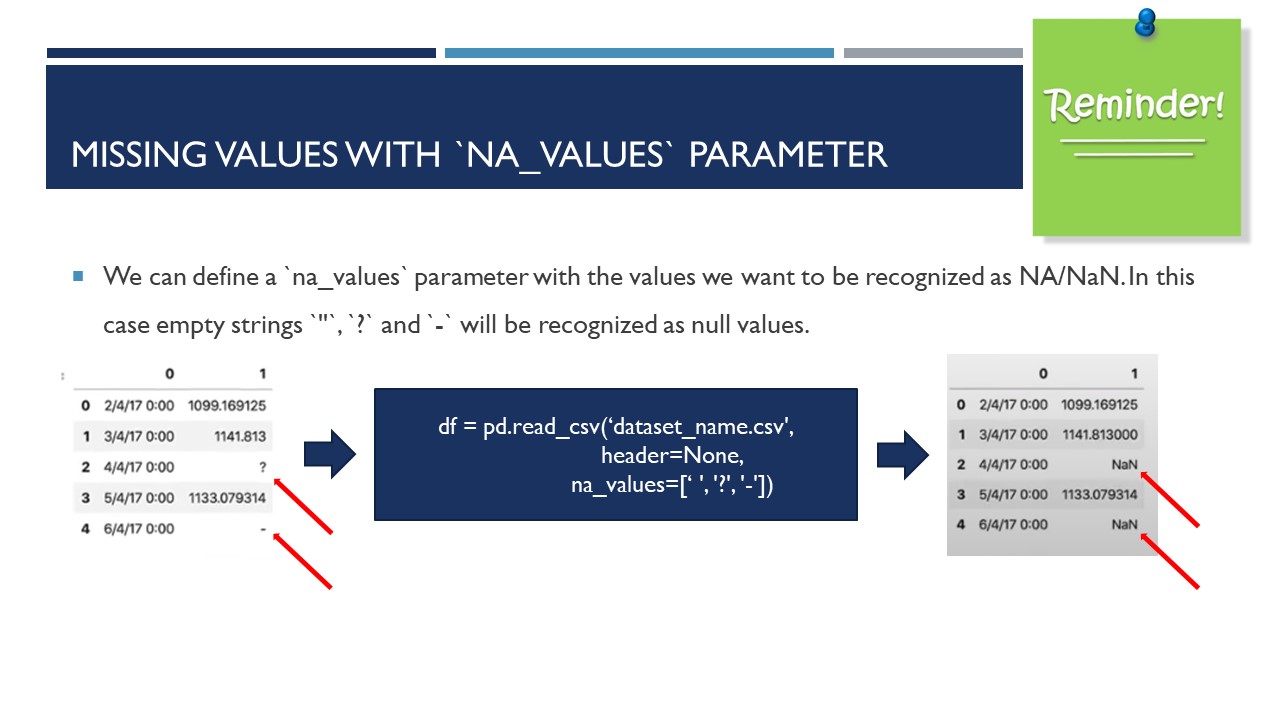 Reminder!
MISSING VALUES WITH `NA_VALUES` PARAMETER
We can define a `na_values` parameter with the values we want to be recognized as NA/NaN. In this
case empty strings `"`, `?` and `-` will be recognized as null values.
: 0 1
0 2/4/17 0:00 1099.169125
1 3/4/17 0:00 1141.813
2 4/4/17 0:00 ?
3 5/4/17 0:00 1133.079314
4 6/4/17 0:00 -
df = pd.read_csv(‘dataset_name.csv',
header=None,
na_values=[‘ ', '?', '-'])
0 1
0 2/4/17 0:00 1099.169125
1 3/4/17 0:00 1141.813000
2 4/4/17 0:00 NaN
3 5/4/17 0:00 1133.079314
4 6/4/17 0:00 NaN